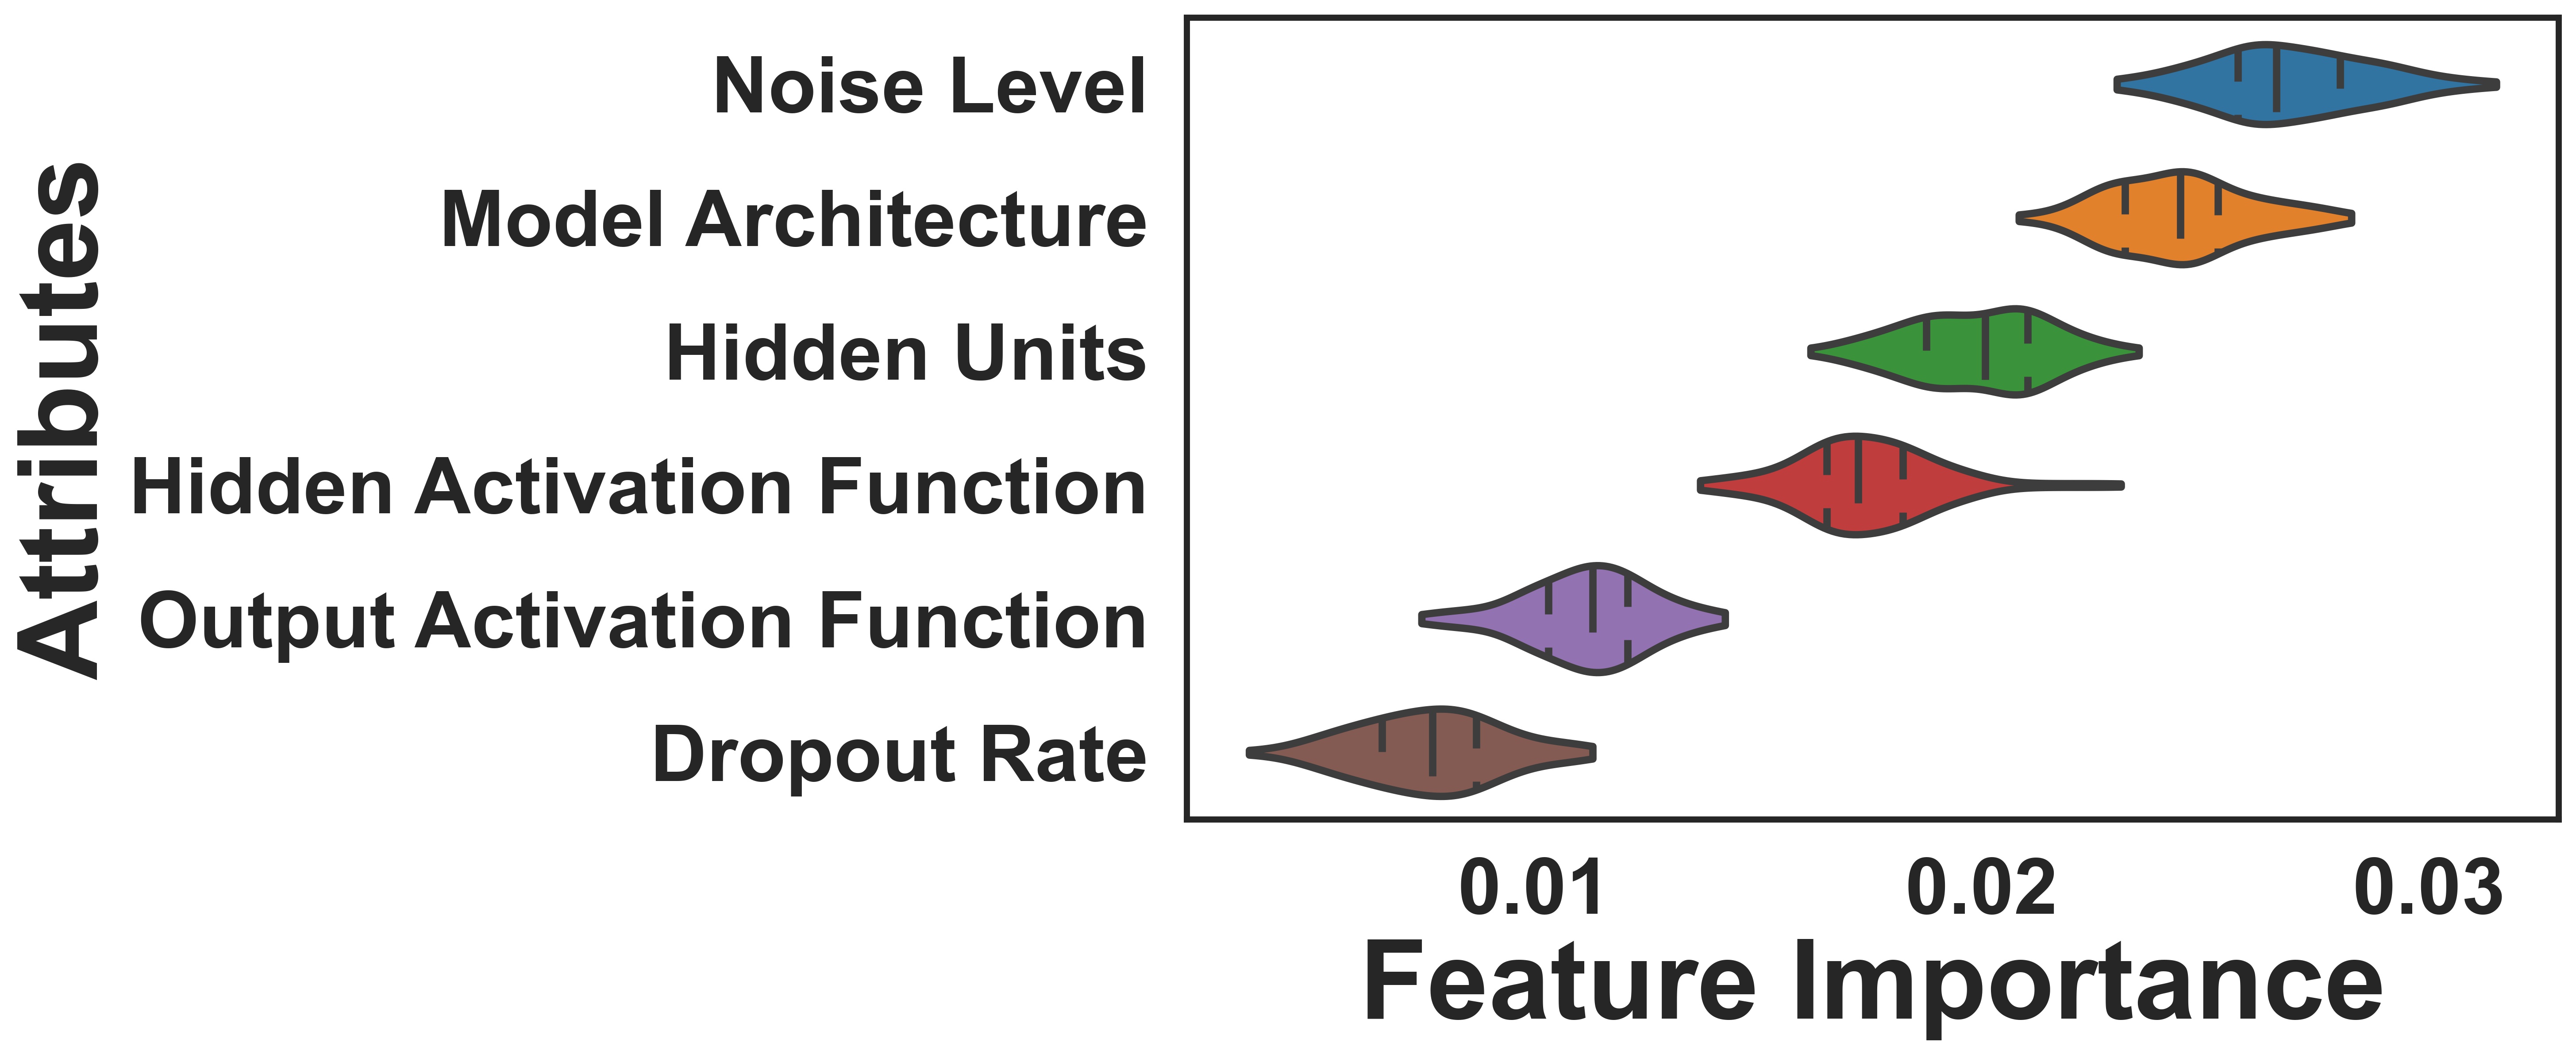 Attributes
Noise Level
Model Architecture
Hidden Units
Hidden Activation Function
Output Activation Function
Dropout Rate
0.01 0.02 0.03
Feature Importance